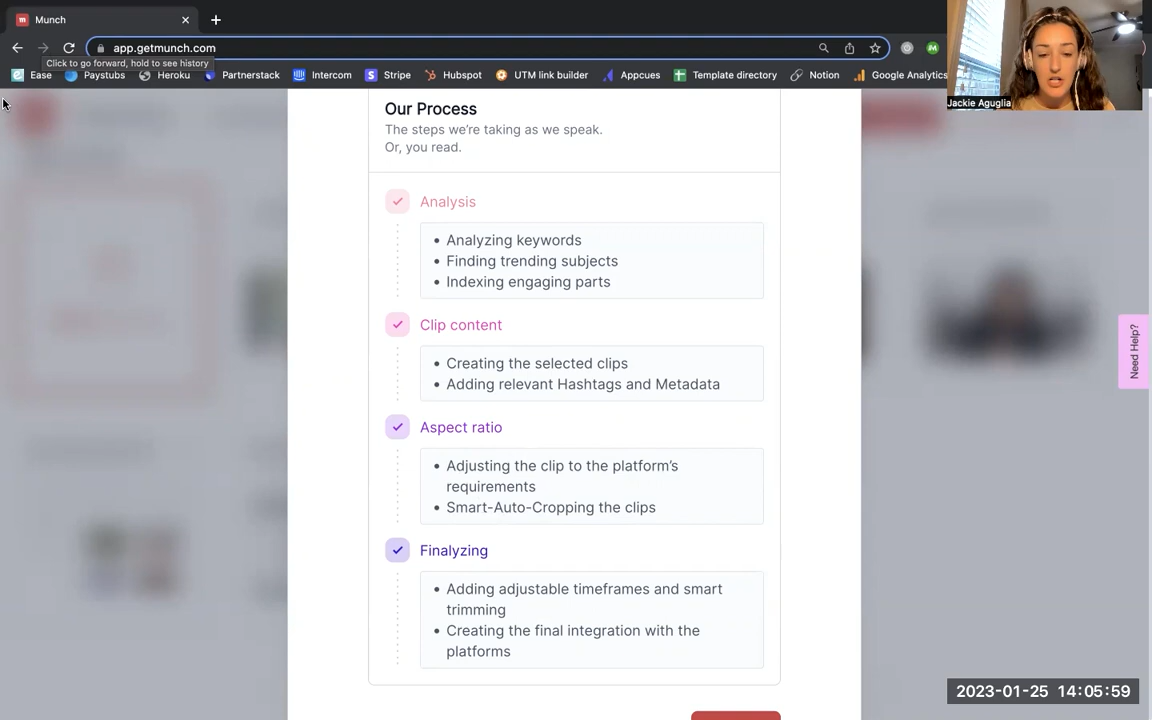 Munch
app.getmunch.com
Click to go forward, hold to see history
Ease
Paystubs
Heroku
Partnerstack
Intercom
Stripe
Hubspot
UTM link builder
Appcues
Template directory
Notion
Google Analytics
Jackie Aguglia
Our Process
The steps we're taking as we speak.
Or, you read.
Analysis
• Analyzing keywords
• Finding trending subjects
• Indexing engaging parts
Clip content
• Creating the selected clips
• Adding relevant Hashtags and Metadata
Aspect ratio
• Adjusting the clip to the platform's
requirements
• Smart-Auto-Cropping the clips
Finalyzing
• Adding adjustable timeframes and smart
trimming
• Creating the final integration with the
platforms
Need Help?
2023-01-25 14:05:59